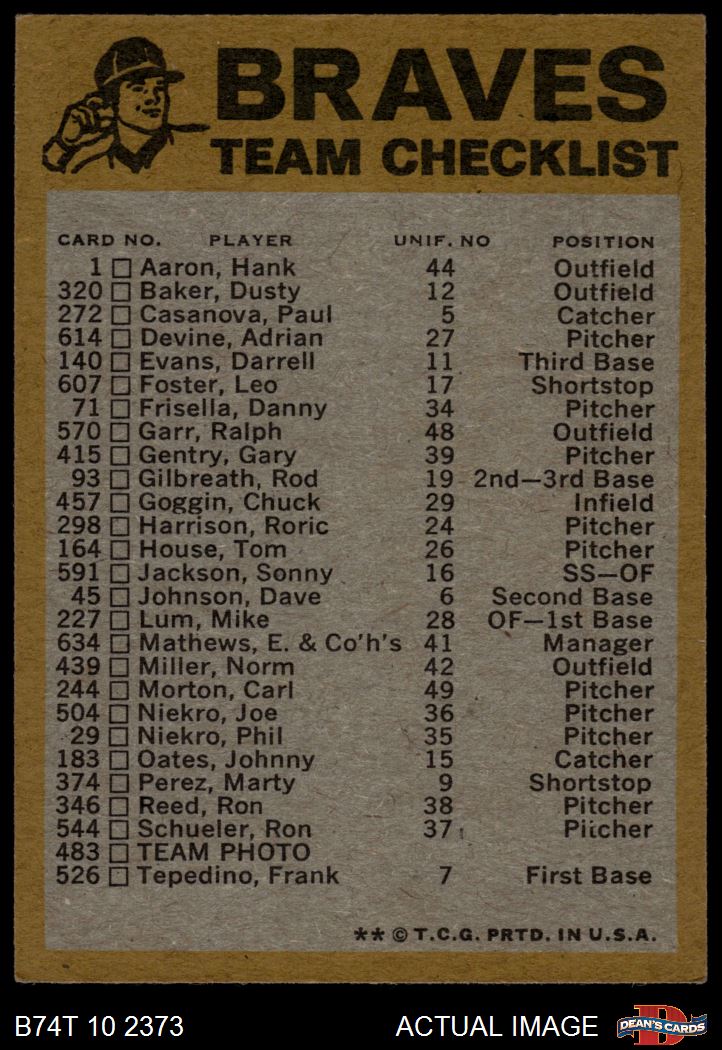 BRAVES
TEAM CHECKLIST
CARD NO. PLAYER UNIF. NO POSITION
1 □ Aaron, Hank 44 Outfield
320 □ Baker, Dusty 12 Outfield
272 □ Casanova, Paul 5 Catcher
614 □ Devine, Adrian 27 Pitcher
140 □ Evans, Darrell 11 Third Base
607 □ Foster, Leo 17 Shortstop
71 □ Frisella, Danny 34 Pitcher
570 □ Garr, Ralph 48 Outfield
415 □ Gentry, Gary 39 Pitcher
93 □ Gilbreath, Rod 19 2nd—3rd Base
457 □ Goggin, Chuck 29 Infield
298 □ Harrison, Roric 24 Pitcher
164 □ House, Tom 26 Pitcher
591 □ Jackson, Sonny 16 SS—OF
45 □ Johnson, Dave 6 Second Base
227 □ Lum, Mike 28 OF—1st Base
634 □ Mathews, E. & Co'h's 41 Manager
439 □ Miller, Norm 42 Outfield
244 □ Morton, Carl 49 Pitcher
504 □ Niekro, Joe 36 Pitcher
29 □ Niekro, Phil 35 Pitcher
183 □ Oates, Johnny 15 Catcher
374 □ Perez, Marty 9 Shortstop
346 □ Reed, Ron 38 Pitcher
544 □ Schueler, Ron 37 Pitcher
483 □ TEAM PHOTO
526 □ Tepedino, Frank 7 First Base
** © T.C.G. PRTD. IN U.S.A.
B74T 10 2373 ACTUAL IMAGE DEAN'S CARDS